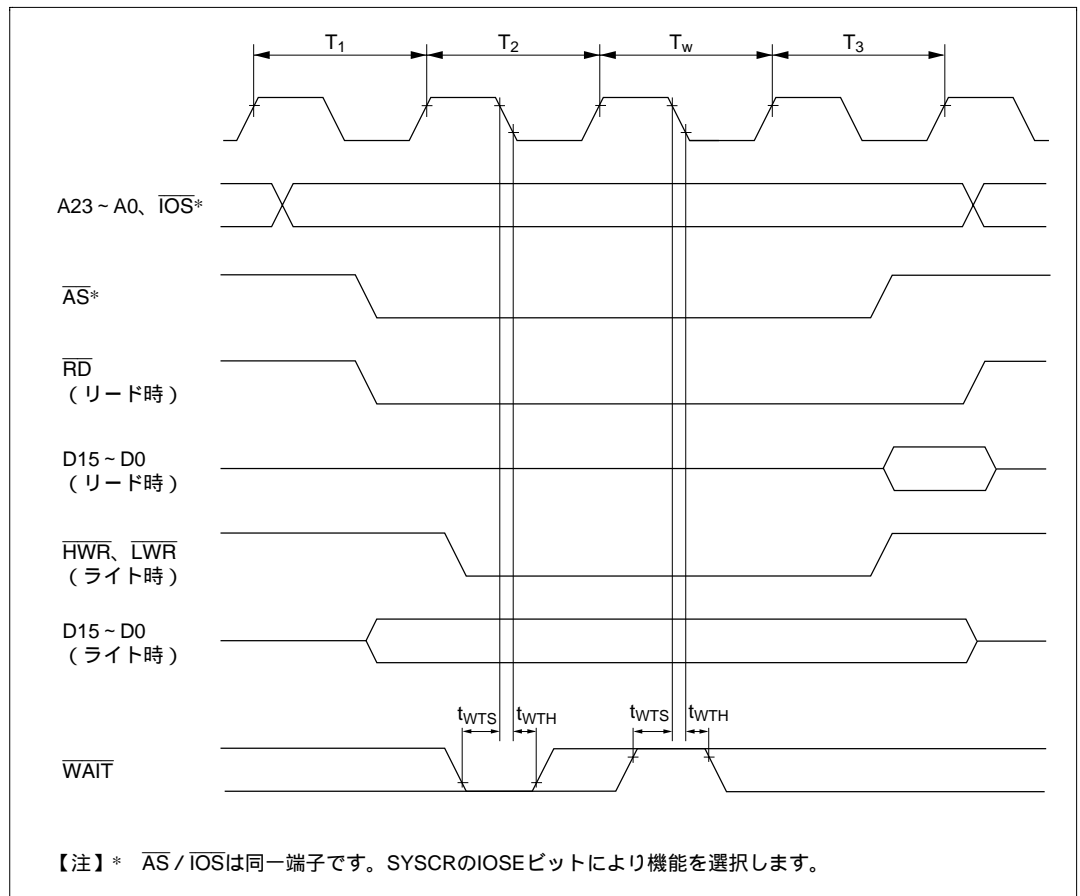 T1 T2 Tw T3
A23～A0、IOS*
AS*
RD
（リード時）
D15～D0
（リード時）
HWR、LWR
（ライト時）
D15～D0
（ライト時）
tWTS tWTH tWTS tWTH
WAIT
【注】* AS / IOSは同一端子です。SYSCRのIOSEビットにより機能を選択します。